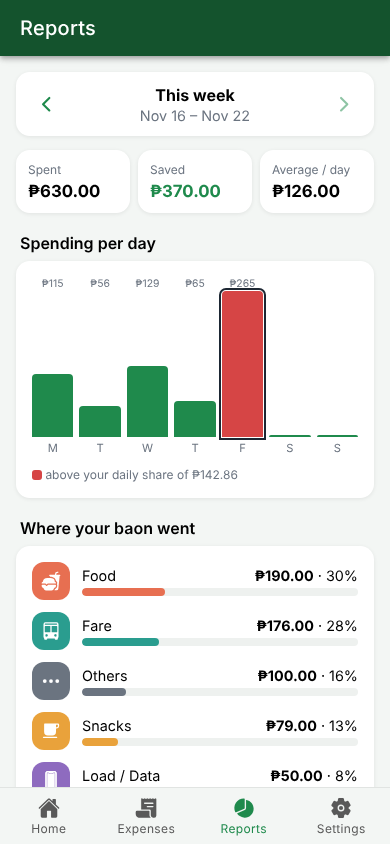 Reports
This week
Nov 16 – Nov 22
Spent
₱630.00
Saved
₱370.00
Average / day
₱126.00
Spending per day
₱115 ₱56 ₱129 ₱65 ₱265
M T W T F S S
above your daily share of ₱142.86
Where your baon went
Food ₱190.00 · 30%
Fare ₱176.00 · 28%
Others ₱100.00 · 16%
Snacks ₱79.00 · 13%
Load / Data ₱50.00 · 8%
Home Expenses Reports Settings